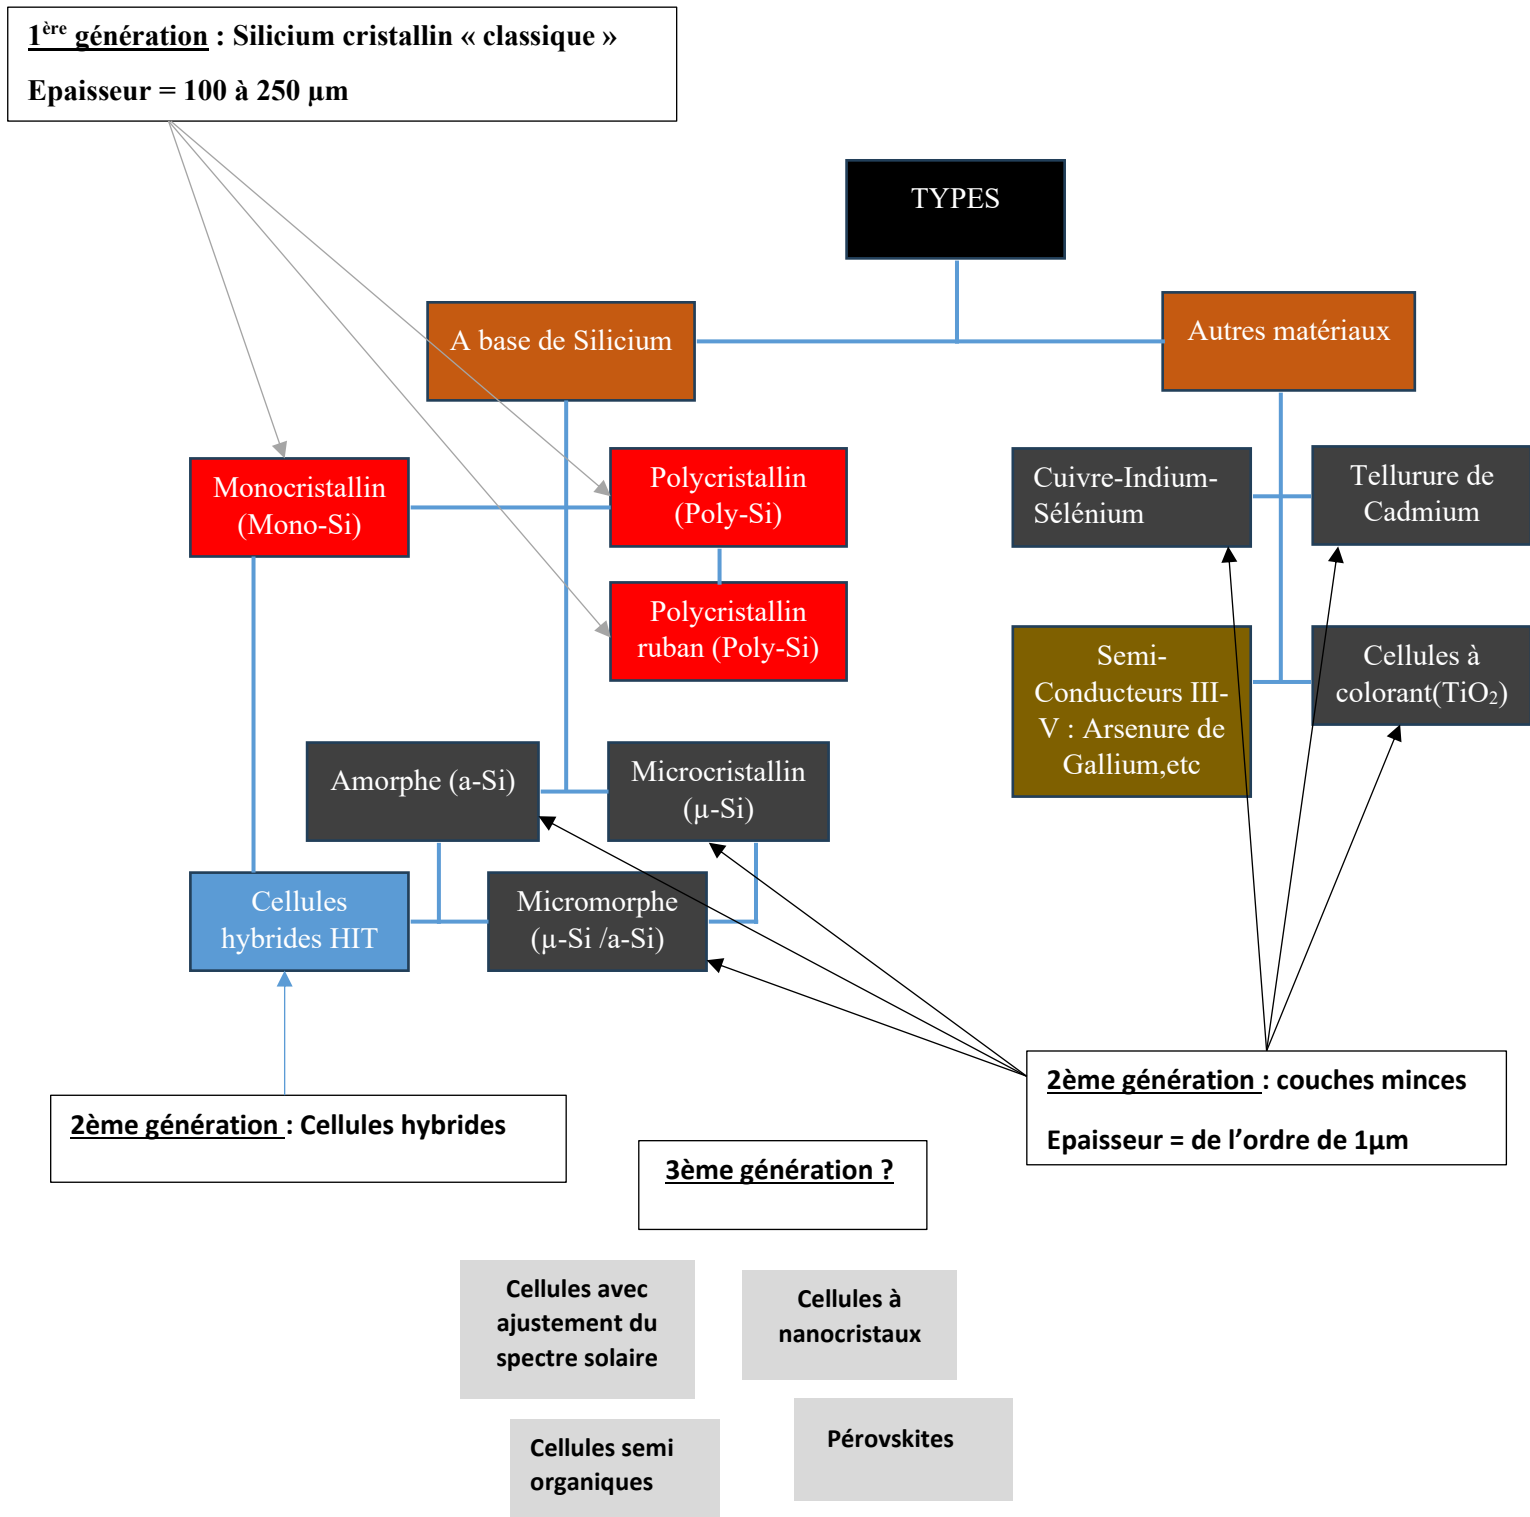 1ère génération : Silicium cristallin « classique »
Epaisseur = 100 à 250 µm
TYPES
A base de Silicium
Autres matériaux
Monocristallin
(Mono-Si)
Polycristallin
(Poly-Si)
Cuivre-Indium-
Sélénium
Tellurure de
Cadmium
Polycristallin
ruban (Poly-Si)
Semi-
Conducteurs III-
V : Arsenure de
Gallium,etc
Cellules à
colorant(TiO₂)
Amorphe (a-Si)
Microcristallin
(µ-Si)
Cellules
hybrides HIT
Micromorphe
(µ-Si /a-Si)
2ème génération : couches minces
Epaisseur = de l’ordre de 1µm
2ème génération : Cellules hybrides
3ème génération ?
Cellules avec
ajustement du
spectre solaire
Cellules à
nanocristaux
Cellules semi
organiques
Pérovskites